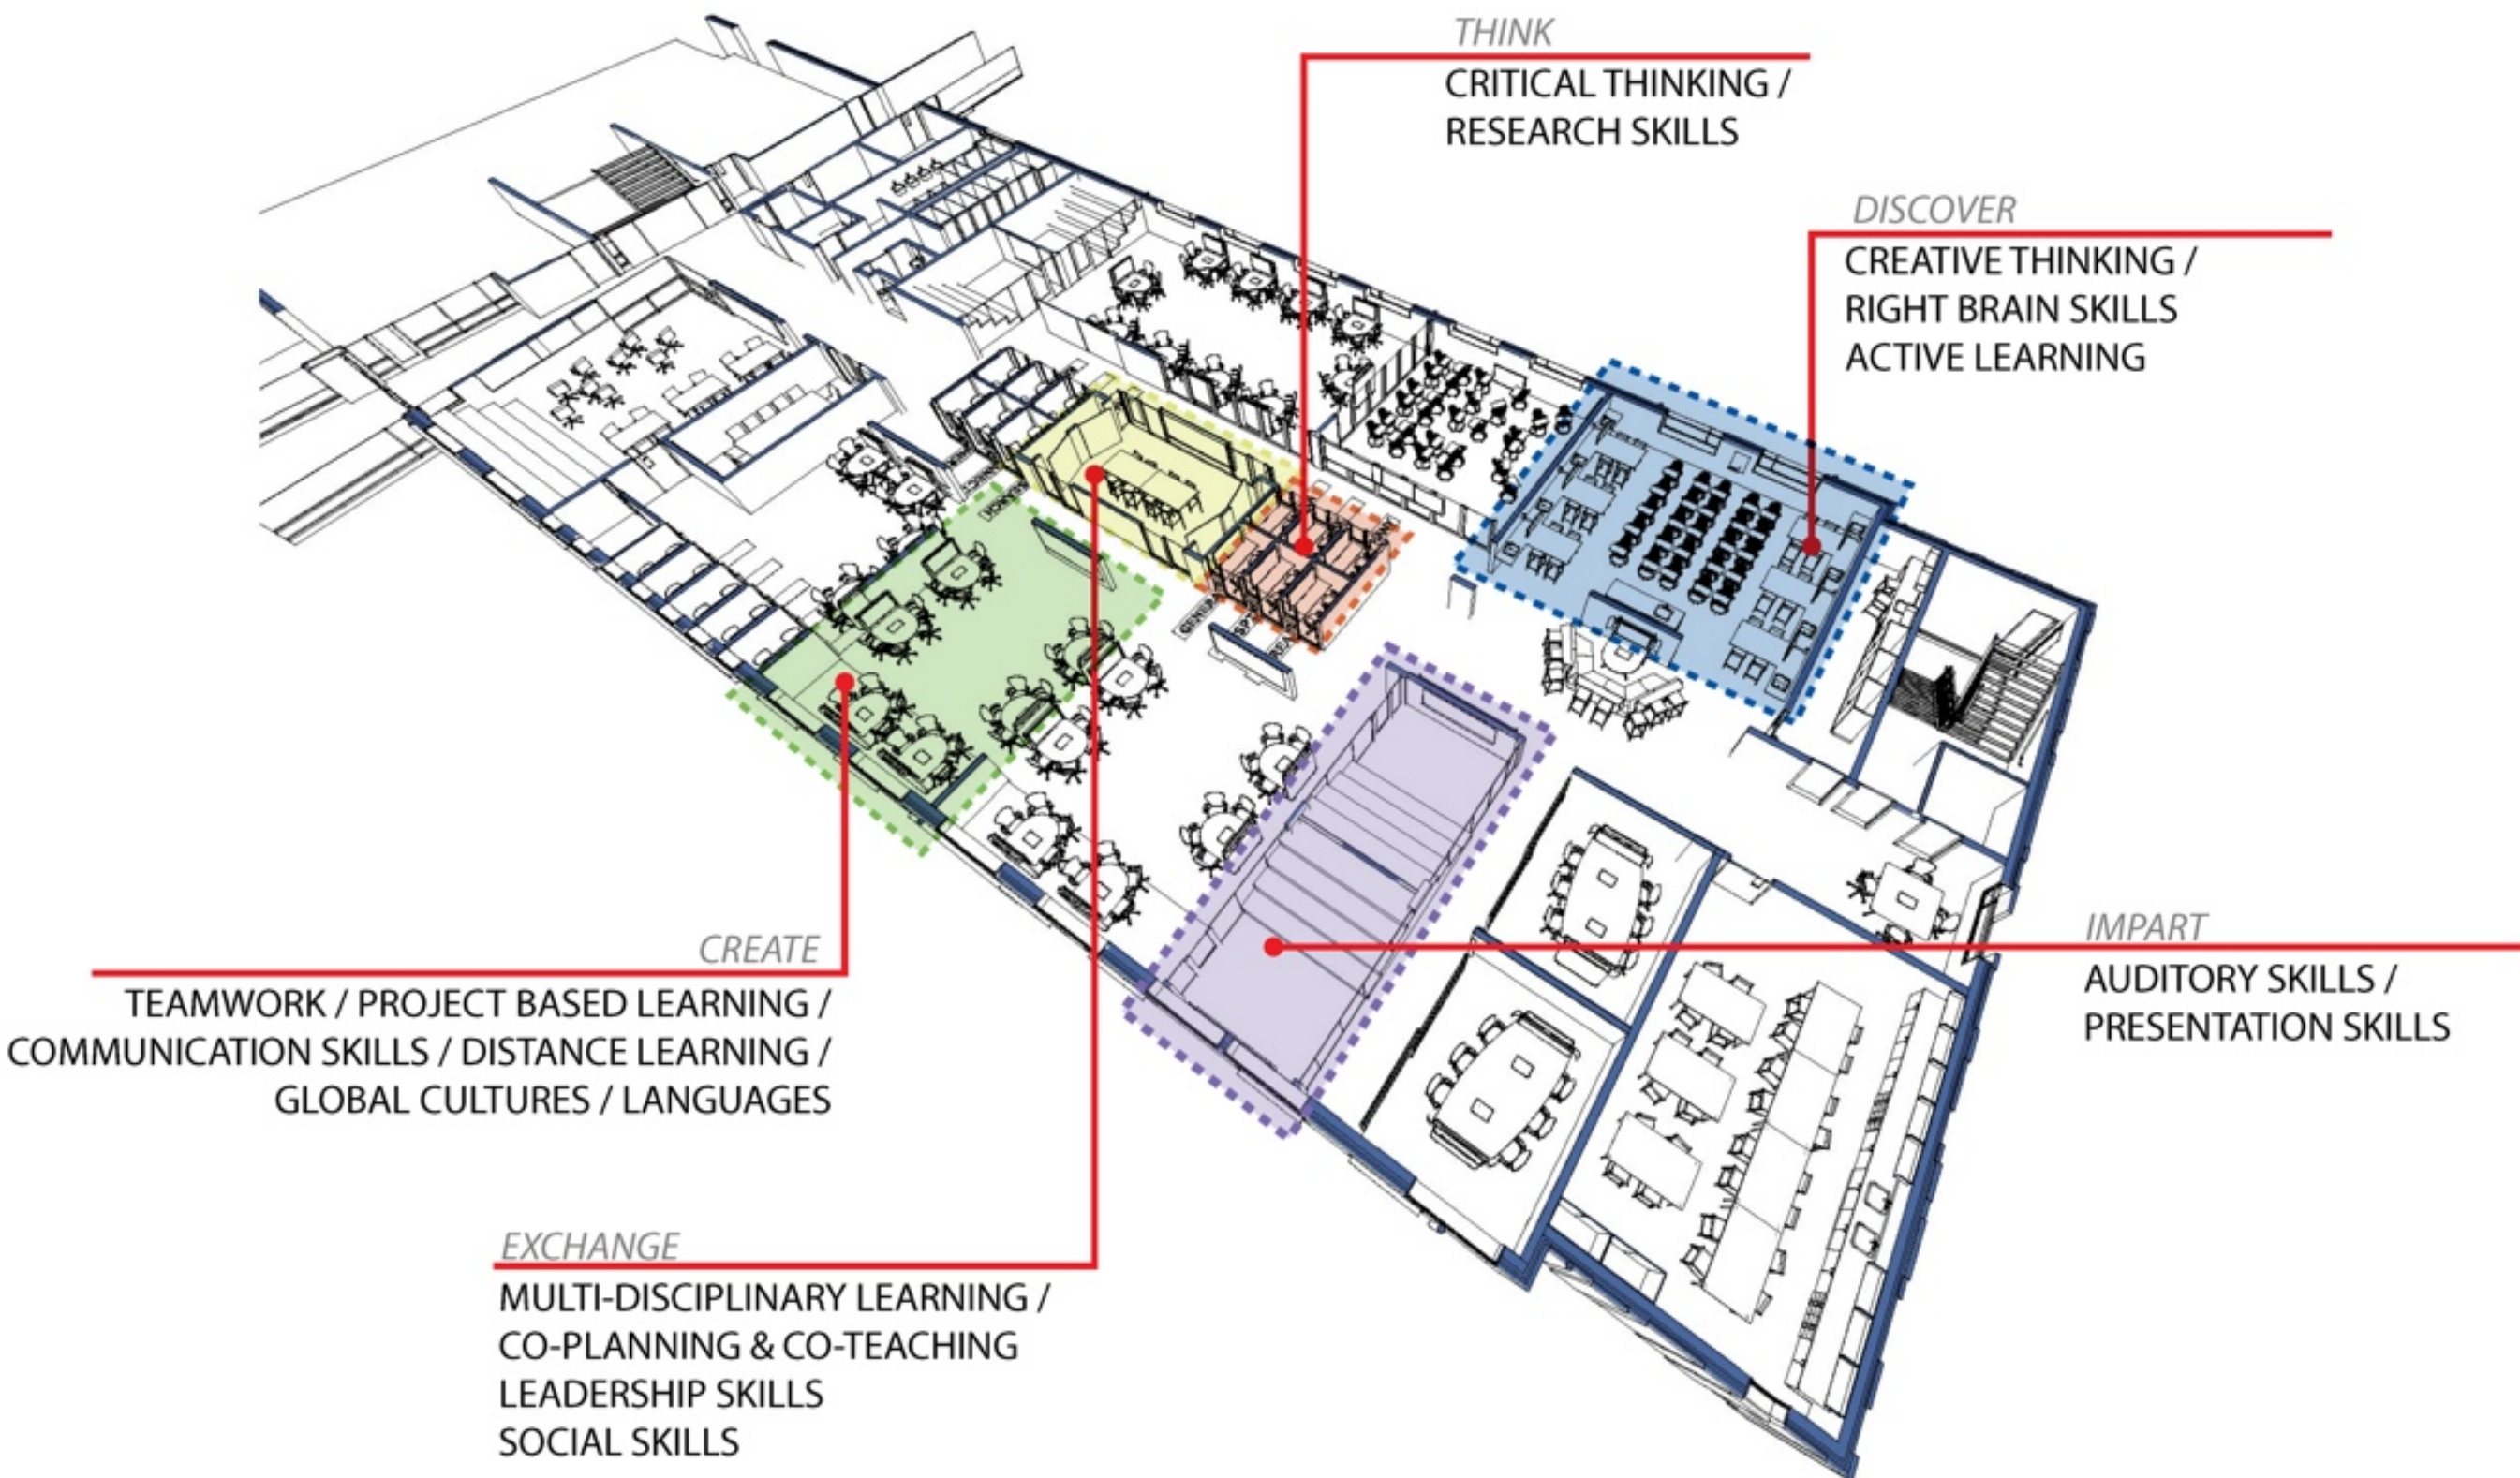 THINK
CRITICAL THINKING /
RESEARCH SKILLS
DISCOVER
CREATIVE THINKING /
RIGHT BRAIN SKILLS
ACTIVE LEARNING
CREATE
TEAMWORK / PROJECT BASED LEARNING /
COMMUNICATION SKILLS / DISTANCE LEARNING /
GLOBAL CULTURES / LANGUAGES
IMPART
AUDITORY SKILLS /
PRESENTATION SKILLS
EXCHANGE
MULTI-DISCIPLINARY LEARNING /
CO-PLANNING & CO-TEACHING
LEADERSHIP SKILLS
SOCIAL SKILLS